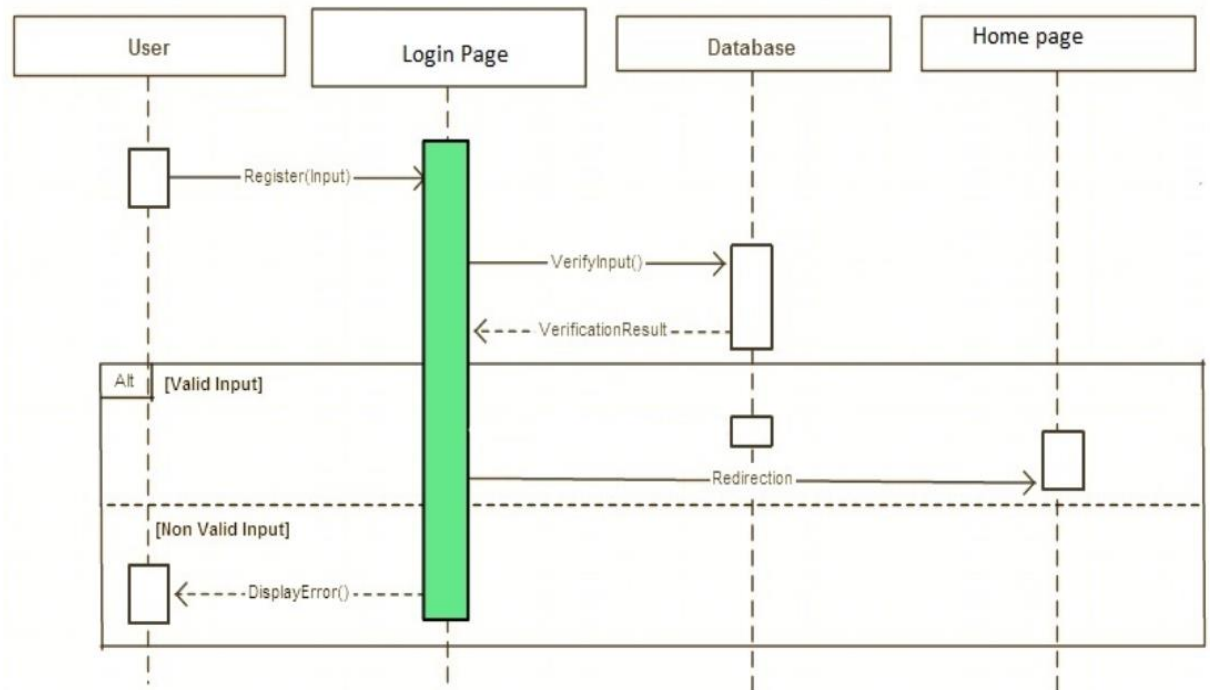 User
Login Page
Database
Home page
Register(Input)
VerifyInput()
VerificationResult
Alt
[Valid Input]
Redirection
[Non Valid Input]
DisplayError()